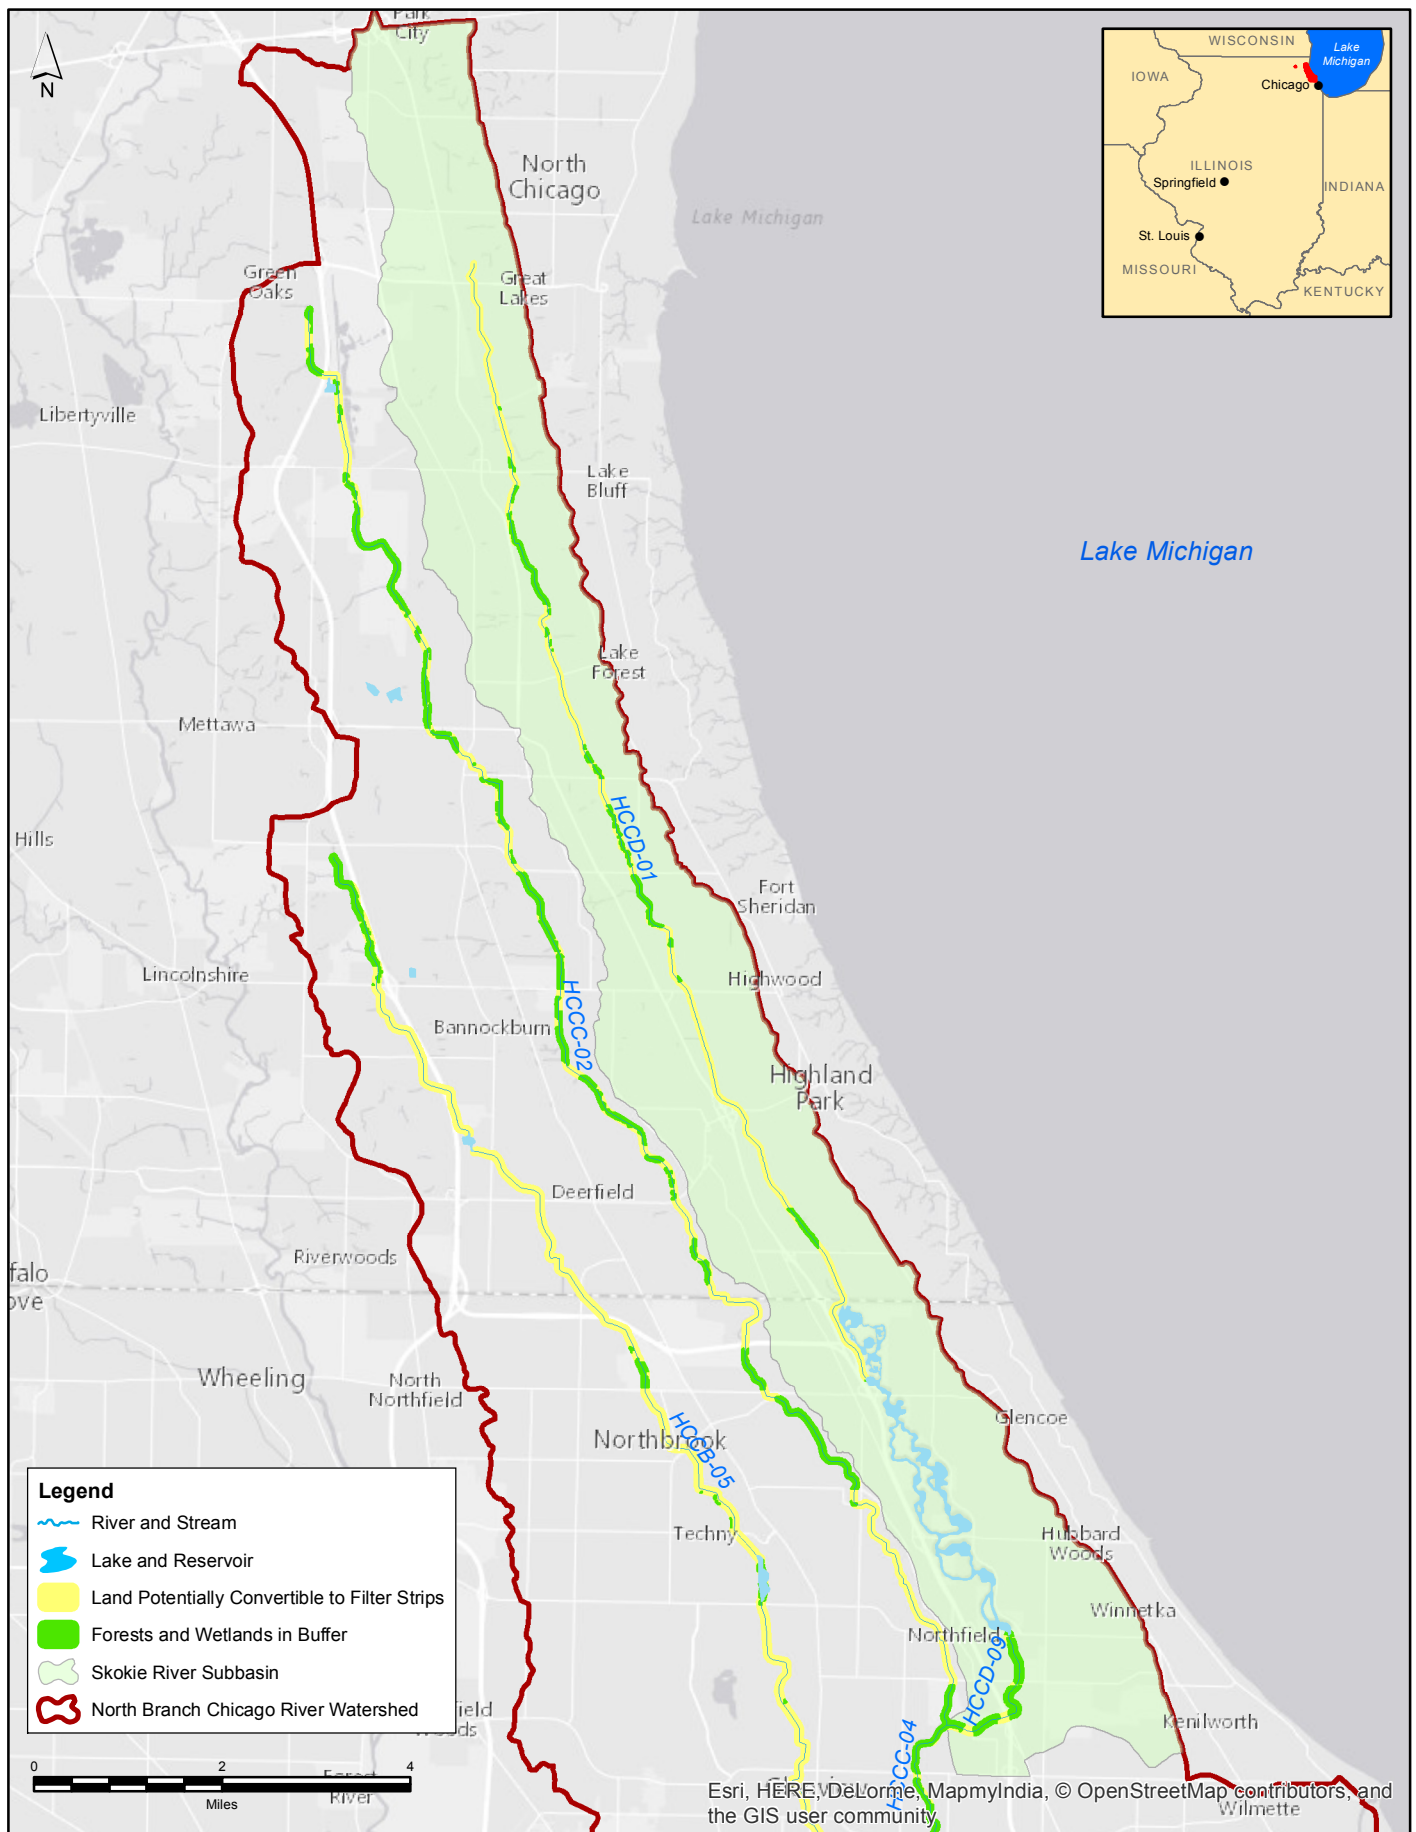 Park
City
N
North
Chicago
Lake Michigan
Green
Oaks
Great
Lakes
Libertyville
Lake
Bluff
Lake Michigan
Lake
Forest
Mettawa
HCCD-01
Hills
Fort
Sheridan
Lincolnshire
Highwood
HCCC-02
Bannockburn
Highland
Park
Deerfield
Riverwoods
falo
ove
Wheeling
North
Northfield
Glencoe
HCCB-05
Northbrook
Techny
Hubbard
Woods
Winnetka
Northfield
HCCD-09
HCCC-04
Kenilworth
Wilmette
Glenview
field
Woods
Forest
River
WISCONSIN
Lake
Michigan
IOWA
Chicago
ILLINOIS
Springfield
INDIANA
St. Louis
MISSOURI
KENTUCKY
Legend
River and Stream
Lake and Reservoir
Land Potentially Convertible to Filter Strips
Forests and Wetlands in Buffer
Skokie River Subbasin
North Branch Chicago River Watershed
0 2 4
Miles
Esri, HERE, DeLorme, MapmyIndia, © OpenStreetMap contributors, and
the GIS user community